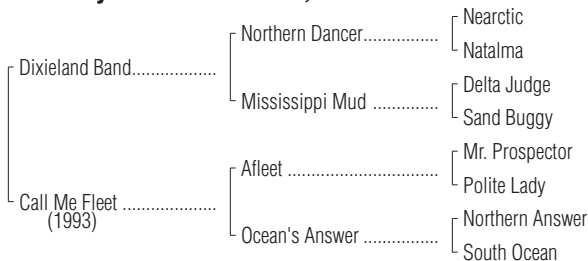 Nearctic
Northern Dancer.................
Natalma
Dixieland Band...................
Delta Judge
Mississippi Mud ...............
Sand Buggy
Mr. Prospector
Afleet ..................................
Polite Lady
Call Me Fleet .....................
(1993)
Northern Answer
Ocean's Answer .................
South Ocean